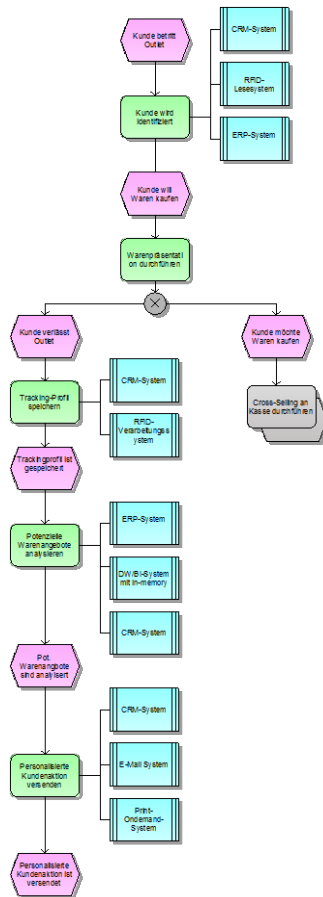 Kunde betritt
Outlet
CRM-System
RFID-
Lesesystem
Kunde wird
identifiziert
ERP-System
Kunde will
Waren kaufen
Warenpräsentati
on durchführen
Kunde verlässt
Outlet
Kunde möchte
Waren kaufen
Tracking-Profil
speichern
CRM-System
Cross-Selling an
Kasse durchführen
RFID-
Verarbeitungss
ystem
Trackingprofil ist
gespeichert
ERP-System
Potenzielle
Warenangebote
analysieren
DW/BI-System
mit In-memory
CRM-System
Pot.
Warenangebote
sind analysiert
CRM-System
Personalisierte
Kundenaktion
versenden
E-Mail System
Print-
Ondemand-
System
Personalisierte
Kundenaktion ist
versendet